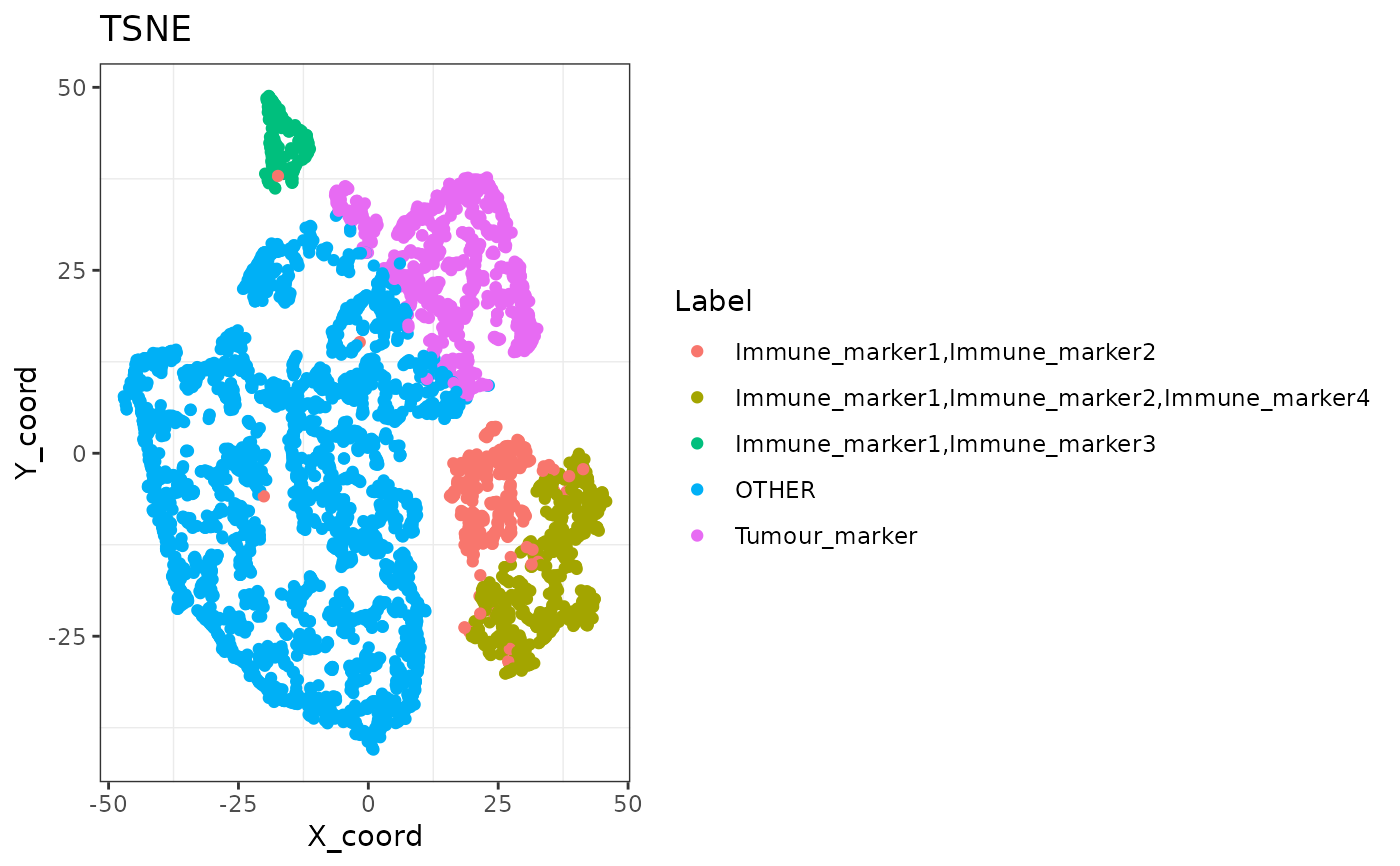 TSNE
50
25
0
-25
Y_coord
-50
-25
0
25
50
X_coord
Label
Immune_marker1,Immune_marker2
Immune_marker1,Immune_marker2,Immune_marker4
Immune_marker1,Immune_marker3
OTHER
Tumour_marker